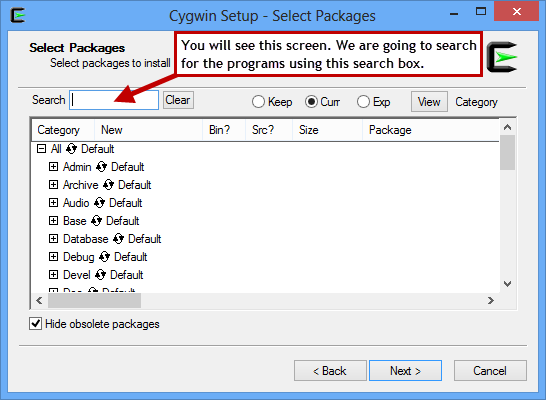 Cygwin Setup - Select Packages
Select Packages
Select packages to install
You will see this screen. We are going to search
for the programs using this search box.
Search Clear Keep Curr Exp View Category
Category New Bin? Src? Size Package
All Default
Admin Default
Archive Default
Audio Default
Base Default
Database Default
Debug Default
Devel Default
Hide obsolete packages
< Back Next > Cancel